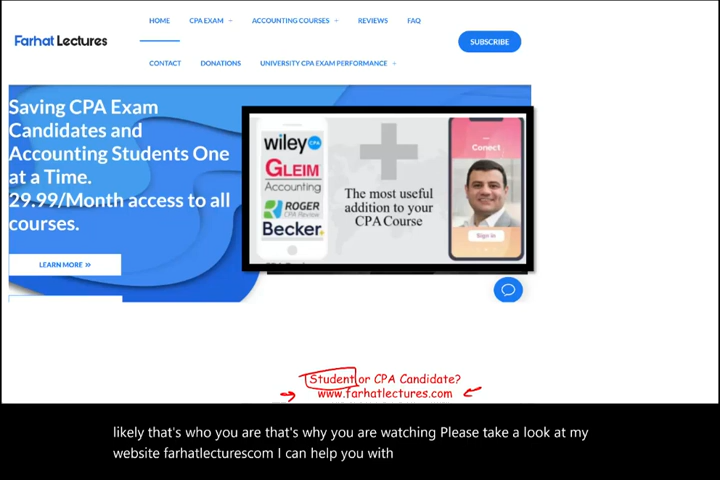 HOME
CPA EXAM
ACCOUNTING COURSES
REVIEWS
FAQ
Farhat Lectures
SUBSCRIBE
CONTACT
DONATIONS
UNIVERSITY CPA EXAM PERFORMANCE
Saving CPA Exam
Candidates and
Accounting Students One
at a Time.
29.99/Month access to all
courses.
LEARN MORE »
wiley CPA
GLEIM
Accounting
ROGER
CPA Review
Becker.
The most useful
addition to your
CPA Course
Conect
Sign in
Student or CPA Candidate?
www.farhatlectures.com
likely that's who you are that's why you are watching Please take a look at my
website farhatlecturescom I can help you with